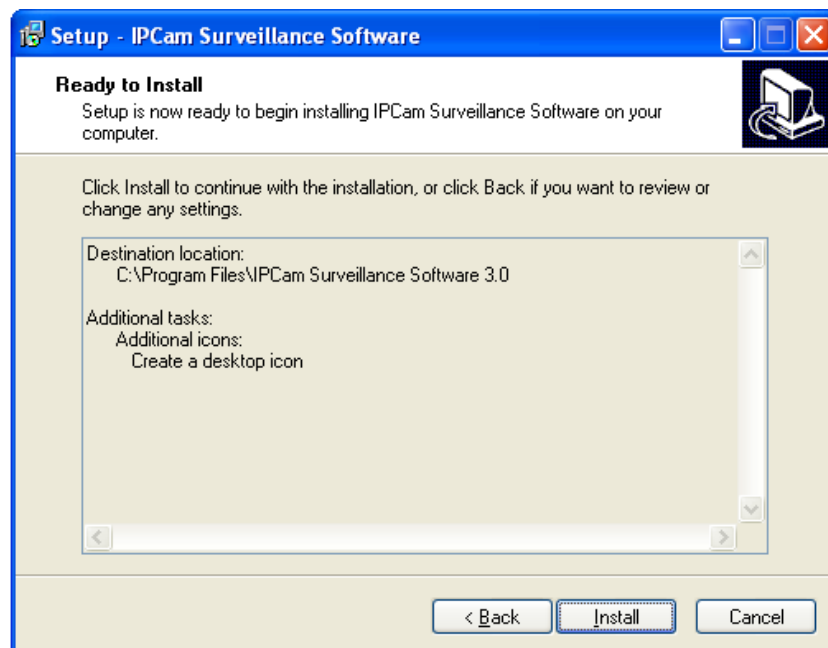 Setup - IPCam Surveillance Software
Ready to Install
Setup is now ready to begin installing IPCam Surveillance Software on your
computer.
Click Install to continue with the installation, or click Back if you want to review or
change any settings.
Destination location:
C:\Program Files\IPCam Surveillance Software 3.0
Additional tasks:
Additional icons:
Create a desktop icon
< Back
Install
Cancel